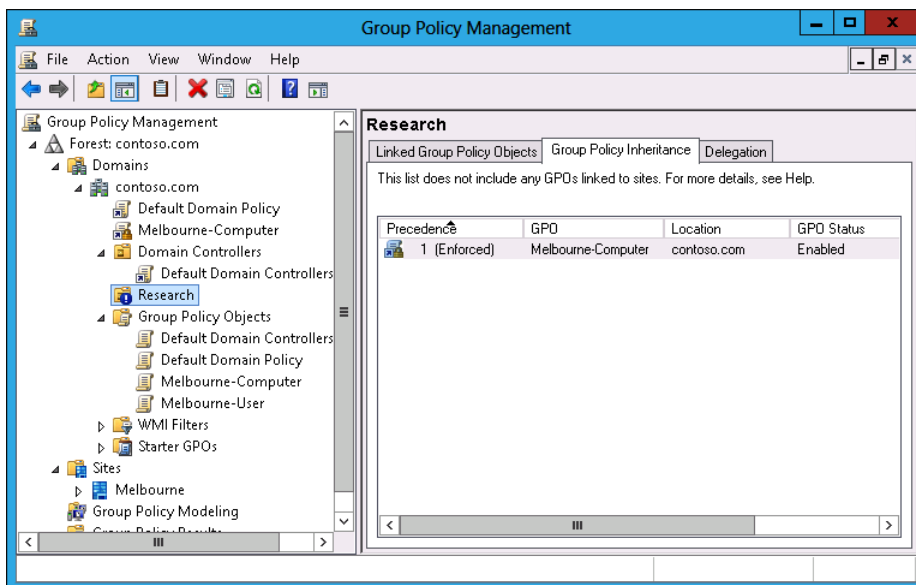 Group Policy Management
File Action View Window Help
Group Policy Management
Forest: contoso.com
Domains
contoso.com
Default Domain Policy
Melbourne-Computer
Domain Controllers
Default Domain Controllers
Research
Group Policy Objects
Default Domain Controllers
Default Domain Policy
Melbourne-Computer
Melbourne-User
WMI Filters
Starter GPOs
Sites
Melbourne
Group Policy Modeling
Group Policy Results
Research
Linked Group Policy Objects Group Policy Inheritance Delegation
This list does not include any GPOs linked to sites. For more details, see Help.
Precedence GPO Location GPO Status
1 (Enforced) Melbourne-Computer contoso.com Enabled